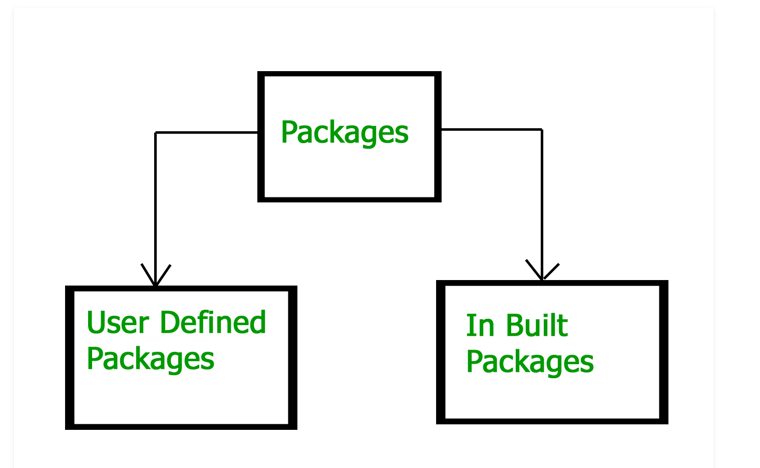 Packages
User Defined
Packages
In Built
Packages